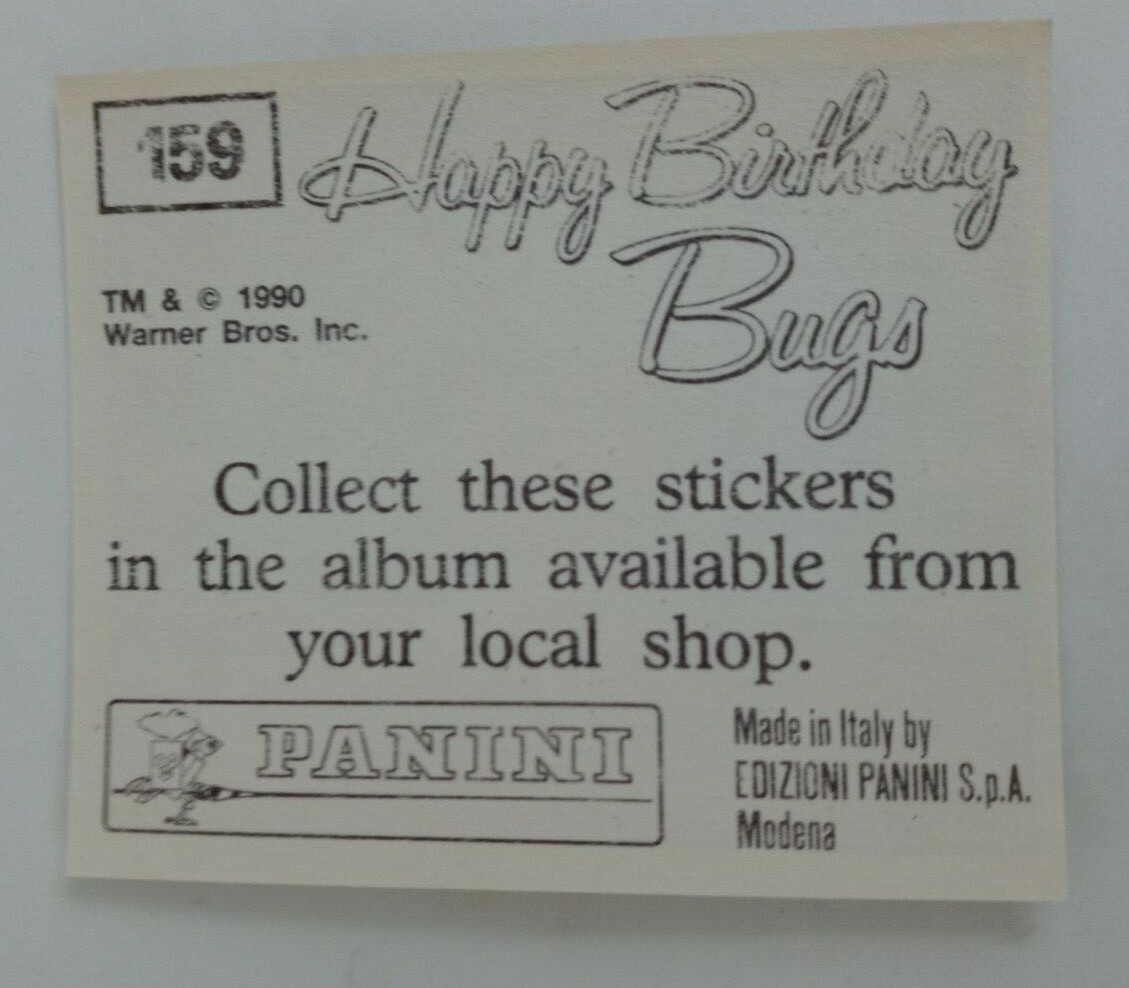 159
Happy Birthday
Bugs
TM & © 1990
Warner Bros. Inc.
Collect these stickers
in the album available from
your local shop.
PANINI
Made in Italy by
EDIZIONI PANINI S.p.A.
Modena